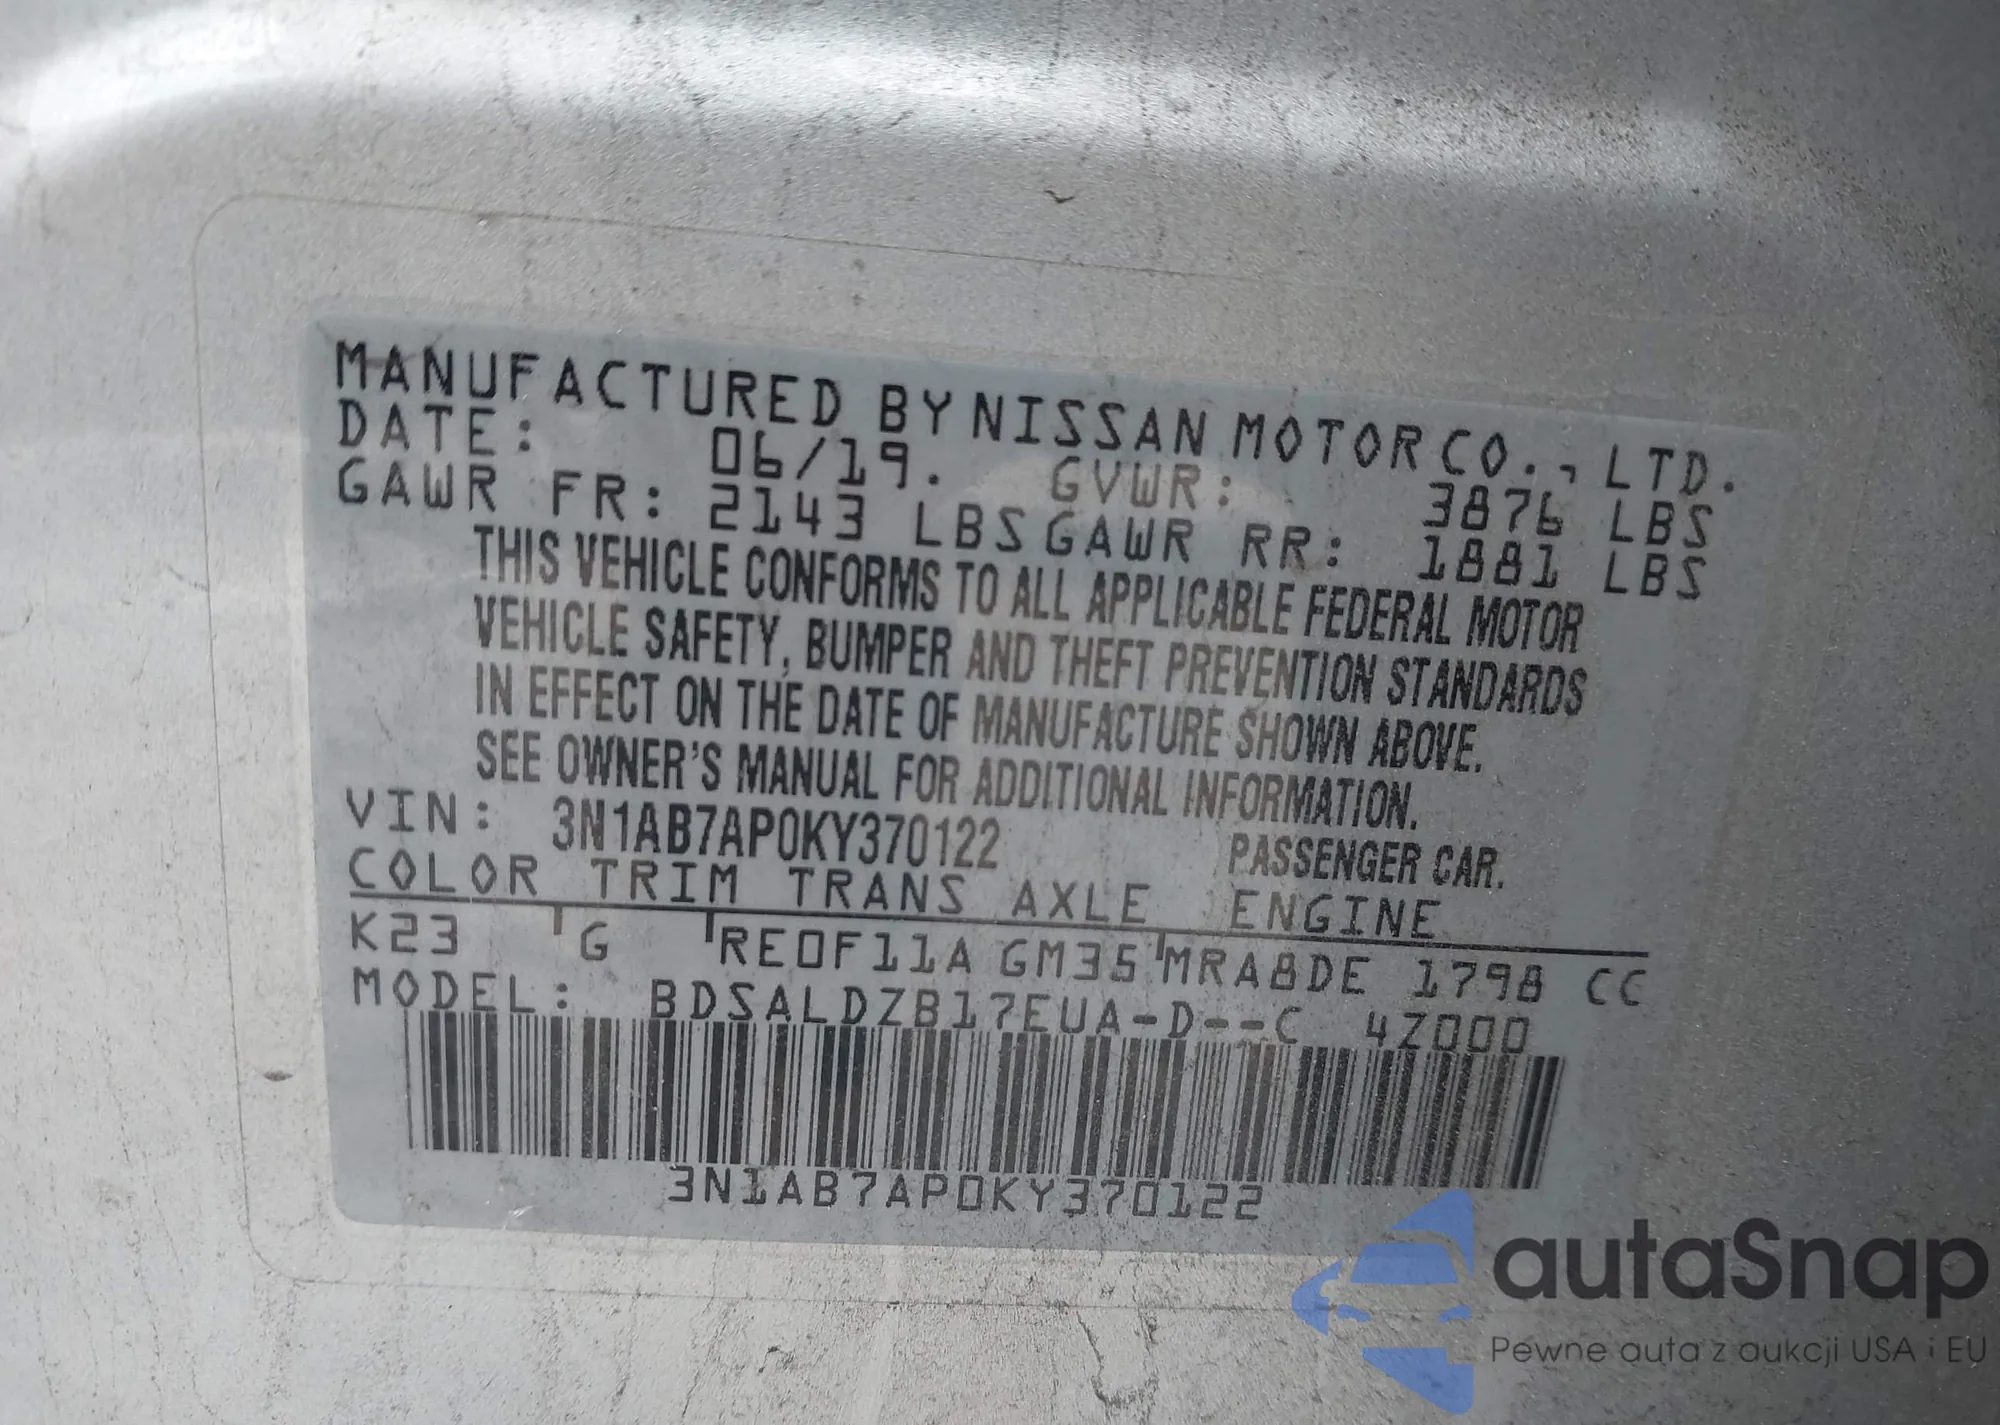 MANUFACTURED BY NISSAN MOTOR CO., LTD.
DATE: 06/19. GVWR: 3876 LBS
GAWR FR: 2143 LBS GAWR RR: 1881 LBS
THIS VEHICLE CONFORMS TO ALL APPLICABLE FEDERAL MOTOR
VEHICLE SAFETY, BUMPER AND THEFT PREVENTION STANDARDS
IN EFFECT ON THE DATE OF MANUFACTURE SHOWN ABOVE.
SEE OWNER'S MANUAL FOR ADDITIONAL INFORMATION.
VIN: 3N1AB7AP0KY370122 PASSENGER CAR.
COLOR TRIM TRANS AXLE ENGINE
K23 G RE0F11A GM35 MRA8DE 1798 CC
MODEL: BDSALDZB17EUA-D--C 4Z000
3N1AB7AP0KY370122
autaSnap
Pewne auta z aukcji USA i EU